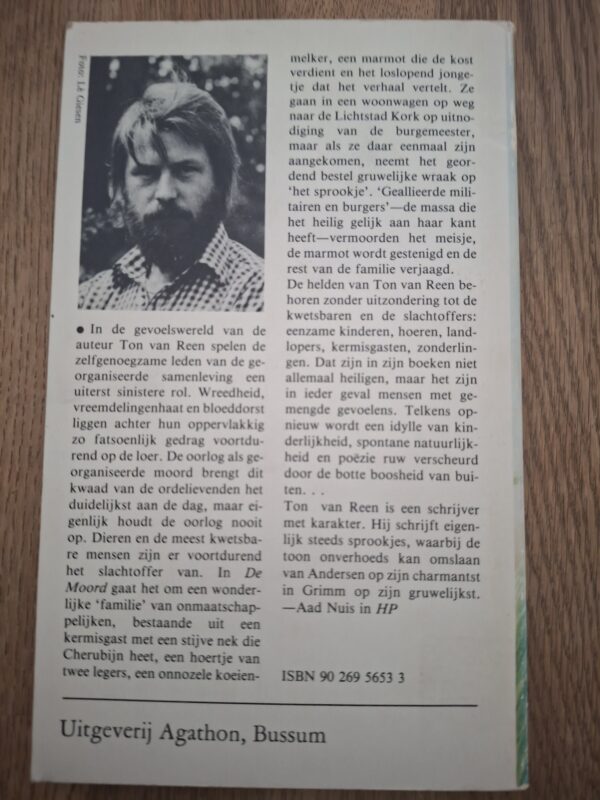 Foto: Lé Giesen
● In de gevoelswereld van de
auteur Ton van Reen spelen de
zelfgenoegzame leden van de ge-
organiseerde samenleving een
uiterst sinistere rol. Wreedheid,
vreemdelingenhaat en bloeddorst
liggen achter hun oppervlakkig
zo fatsoenlijk gedrag voortdu-
rend op de loer. De oorlog als ge-
organiseerde moord brengt dit
kwaad van de ordelievenden het
duidelijkst aan de dag, maar ei-
genlijk houdt de oorlog nooit
op. Dieren en de meest kwetsba-
re mensen zijn er voortdurend
het slachtoffer van. In De
Moord gaat het om een wonder-
lijke ‘familie’ van onmaatschap-
pelijken, bestaande uit een
kermisgast met een stijve nek die
Cherubijn heet, een hoertje van
twee legers, een onnozele koeien-
melker, een marmot die de kost
verdient en het loslopend jonge-
tje dat het verhaal vertelt. Ze
gaan in een woonwagen op weg
naar de Lichtstad Kork op uitno-
diging van de burgemeester,
maar als ze daar eenmaal zijn
aangekomen, neemt het geor-
dend bestel gruwelijke wraak op
‘het sprookje’. ‘Geallieerde mili-
tairen en burgers’—de massa die
het heilig gelijk aan haar kant
heeft—vermoorden het meisje,
de marmot wordt gestenigd en de
rest van de familie verjaagd.
De helden van Ton van Reen be-
horen zonder uitzondering tot de
kwetsbaren en de slachtoffers:
eenzame kinderen, hoeren, land-
lopers, kermisgasten, zonderlin-
gen. Dat zijn in zijn boeken niet
allemaal heiligen, maar het zijn
in ieder geval mensen met ge-
mengde gevoelens. Telkens op-
nieuw wordt een idylle van kin-
derlijkheid, spontane natuurlijk-
heid en poëzie ruw verscheurd
door de botte boosheid van bui-
ten. . .
Ton van Reen is een schrijver
met karakter. Hij schrijft eigen-
lijk steeds sprookjes, waarbij de
toon onverhoeds kan omslaan
van Andersen op zijn charmantst
in Grimm op zijn gruwelijkst.
—Aad Nuis in HP
ISBN 90 269 5653 3
Uitgeverij Agathon, Bussum